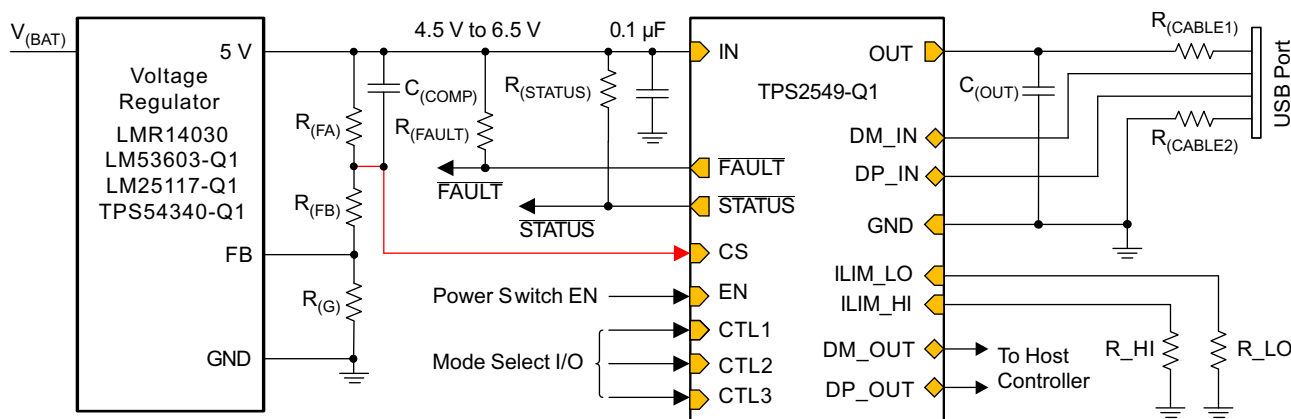 V(BAT)
Voltage
Regulator
LMR14030
LM53603-Q1
LM25117-Q1
TPS54340-Q1
5 V
FB
GND
4.5 V to 6.5 V
0.1 µF
R(FA)
C(COMP)
R(FAULT)
R(STATUS)
R(FB)
R(G)
FAULT
STATUS
Power Switch EN
Mode Select I/O
TPS2549-Q1
IN
FAULT
STATUS
CS
EN
CTL1
CTL2
CTL3
OUT
DM_IN
DP_IN
GND
ILIM_LO
ILIM_HI
DM_OUT
DP_OUT
C(OUT)
R(CABLE1)
R(CABLE2)
USB Port
To Host
Controller
R_HI
R_LO